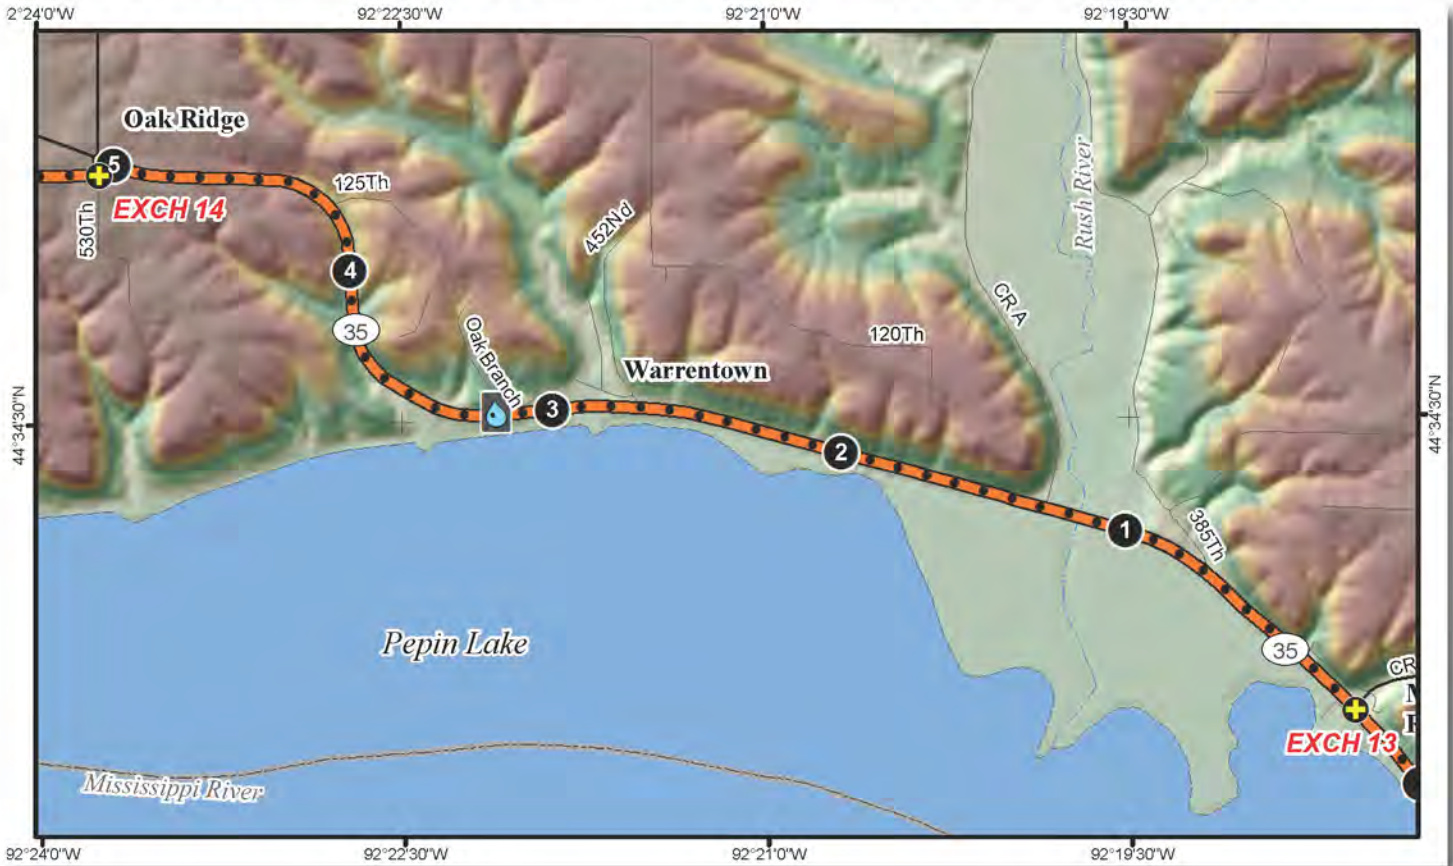 2°24'0"W
92°22'30"W
92°21'0"W
92°19'30"W
Oak Ridge
5
EXCH 14
530Th
125Th
452Nd
Rush River
4
35
CR A
120Th
Oak Branch
Warrentown
3
2
44°34'30"N
44°34'30"N
1
385Th
35
CR
M
EXCH 13
Pepin Lake
Mississippi River
92°24'0"W
92°22'30"W
92°21'0"W
92°19'30"W